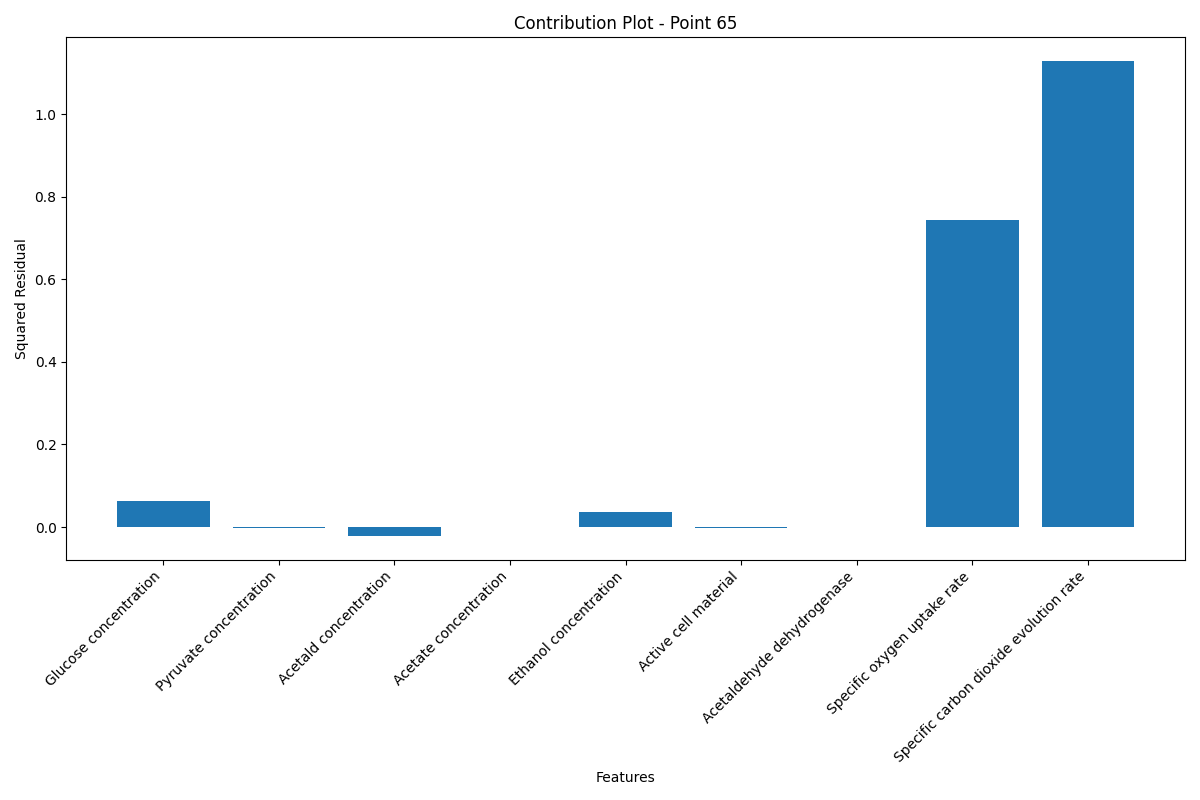 Contribution Plot - Point 65
Squared Residual
1.0
0.8
0.6
0.4
0.2
0.0
Glucose concentration
Pyruvate concentration
Acetald concentration
Acetate concentration
Ethanol concentration
Active cell material
Acetaldehyde dehydrogenase
Specific oxygen uptake rate
Specific carbon dioxide evolution rate
Features